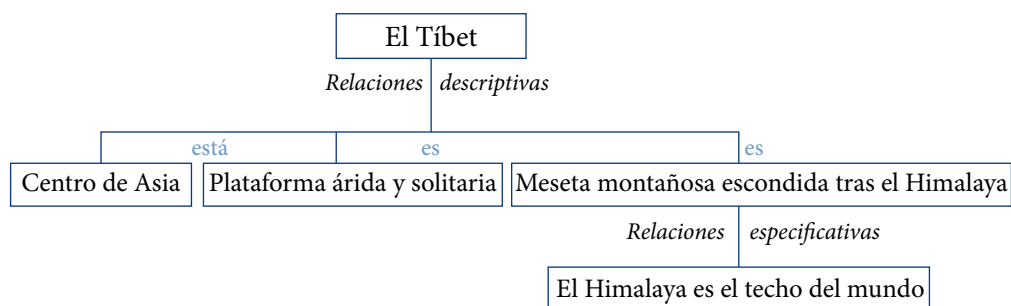 El Tíbet
Relaciones descriptivas
está es es
Centro de Asia Plataforma árida y solitaria Meseta montañosa escondida tras el Himalaya
Relaciones especificativas
El Himalaya es el techo del mundo